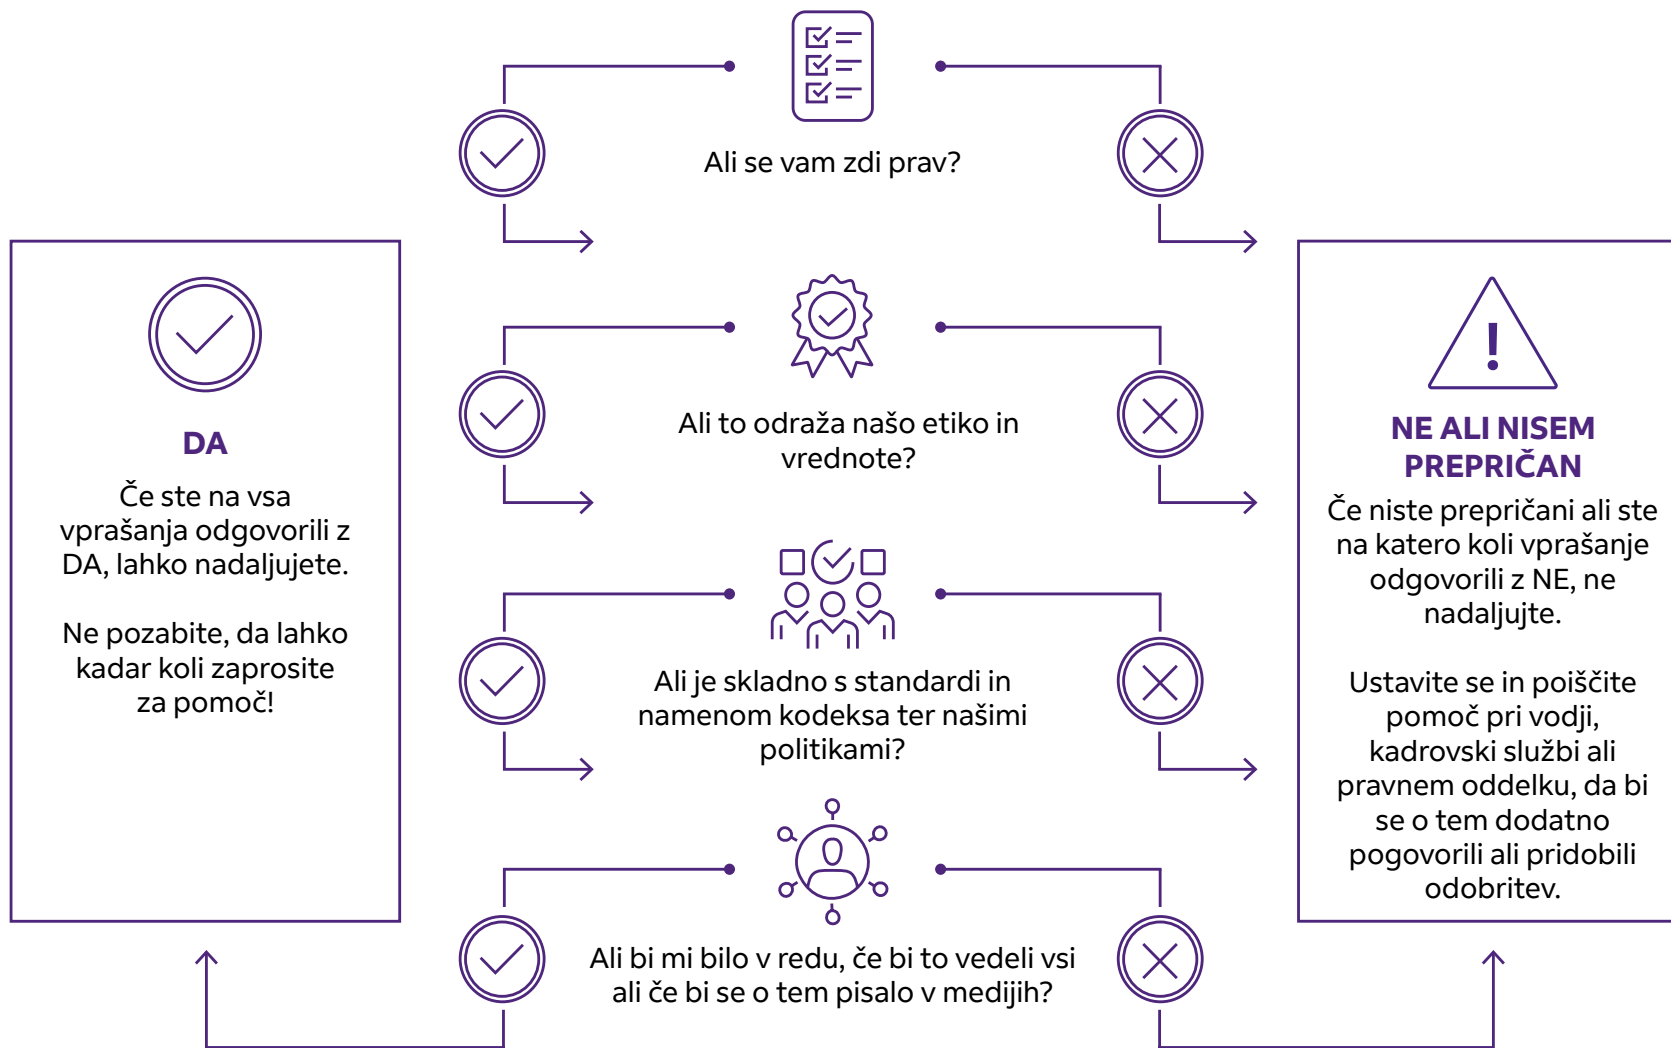 Ali se vam zdi prav?
DA
Če ste na vsa
vprašanja odgovorili z
DA, lahko nadaljujete.
Ne pozabite, da lahko
kadar koli zaprosite
za pomoč!
Ali to odraža našo etiko in
vrednote?
Ali je skladno s standardi in
namenom kodeksa ter našimi
politikami?
Ali bi mi bilo v redu, če bi to vedeli vsi
ali če bi se o tem pisalo v medijih?
NE ALI NISEM
PREPRIČAN
Če niste prepričani ali ste
na katero koli vprašanje
odgovorili z NE, ne
nadaljujte.
Ustavite se in poiščite
pomoč pri vodji,
kadrovski službi ali
pravnem oddelku, da bi
se o tem dodatno
pogovorili ali pridobili
odobritev.